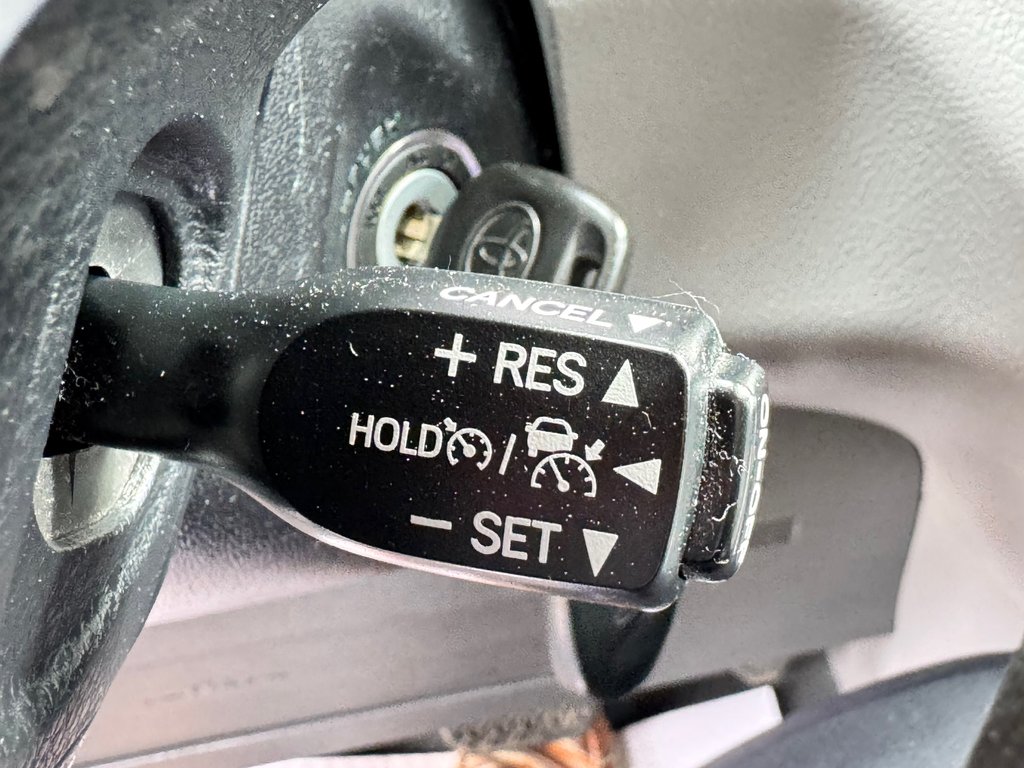 CANCEL ▼
+ RES ▲
HOLD / ◀
− SET ▼